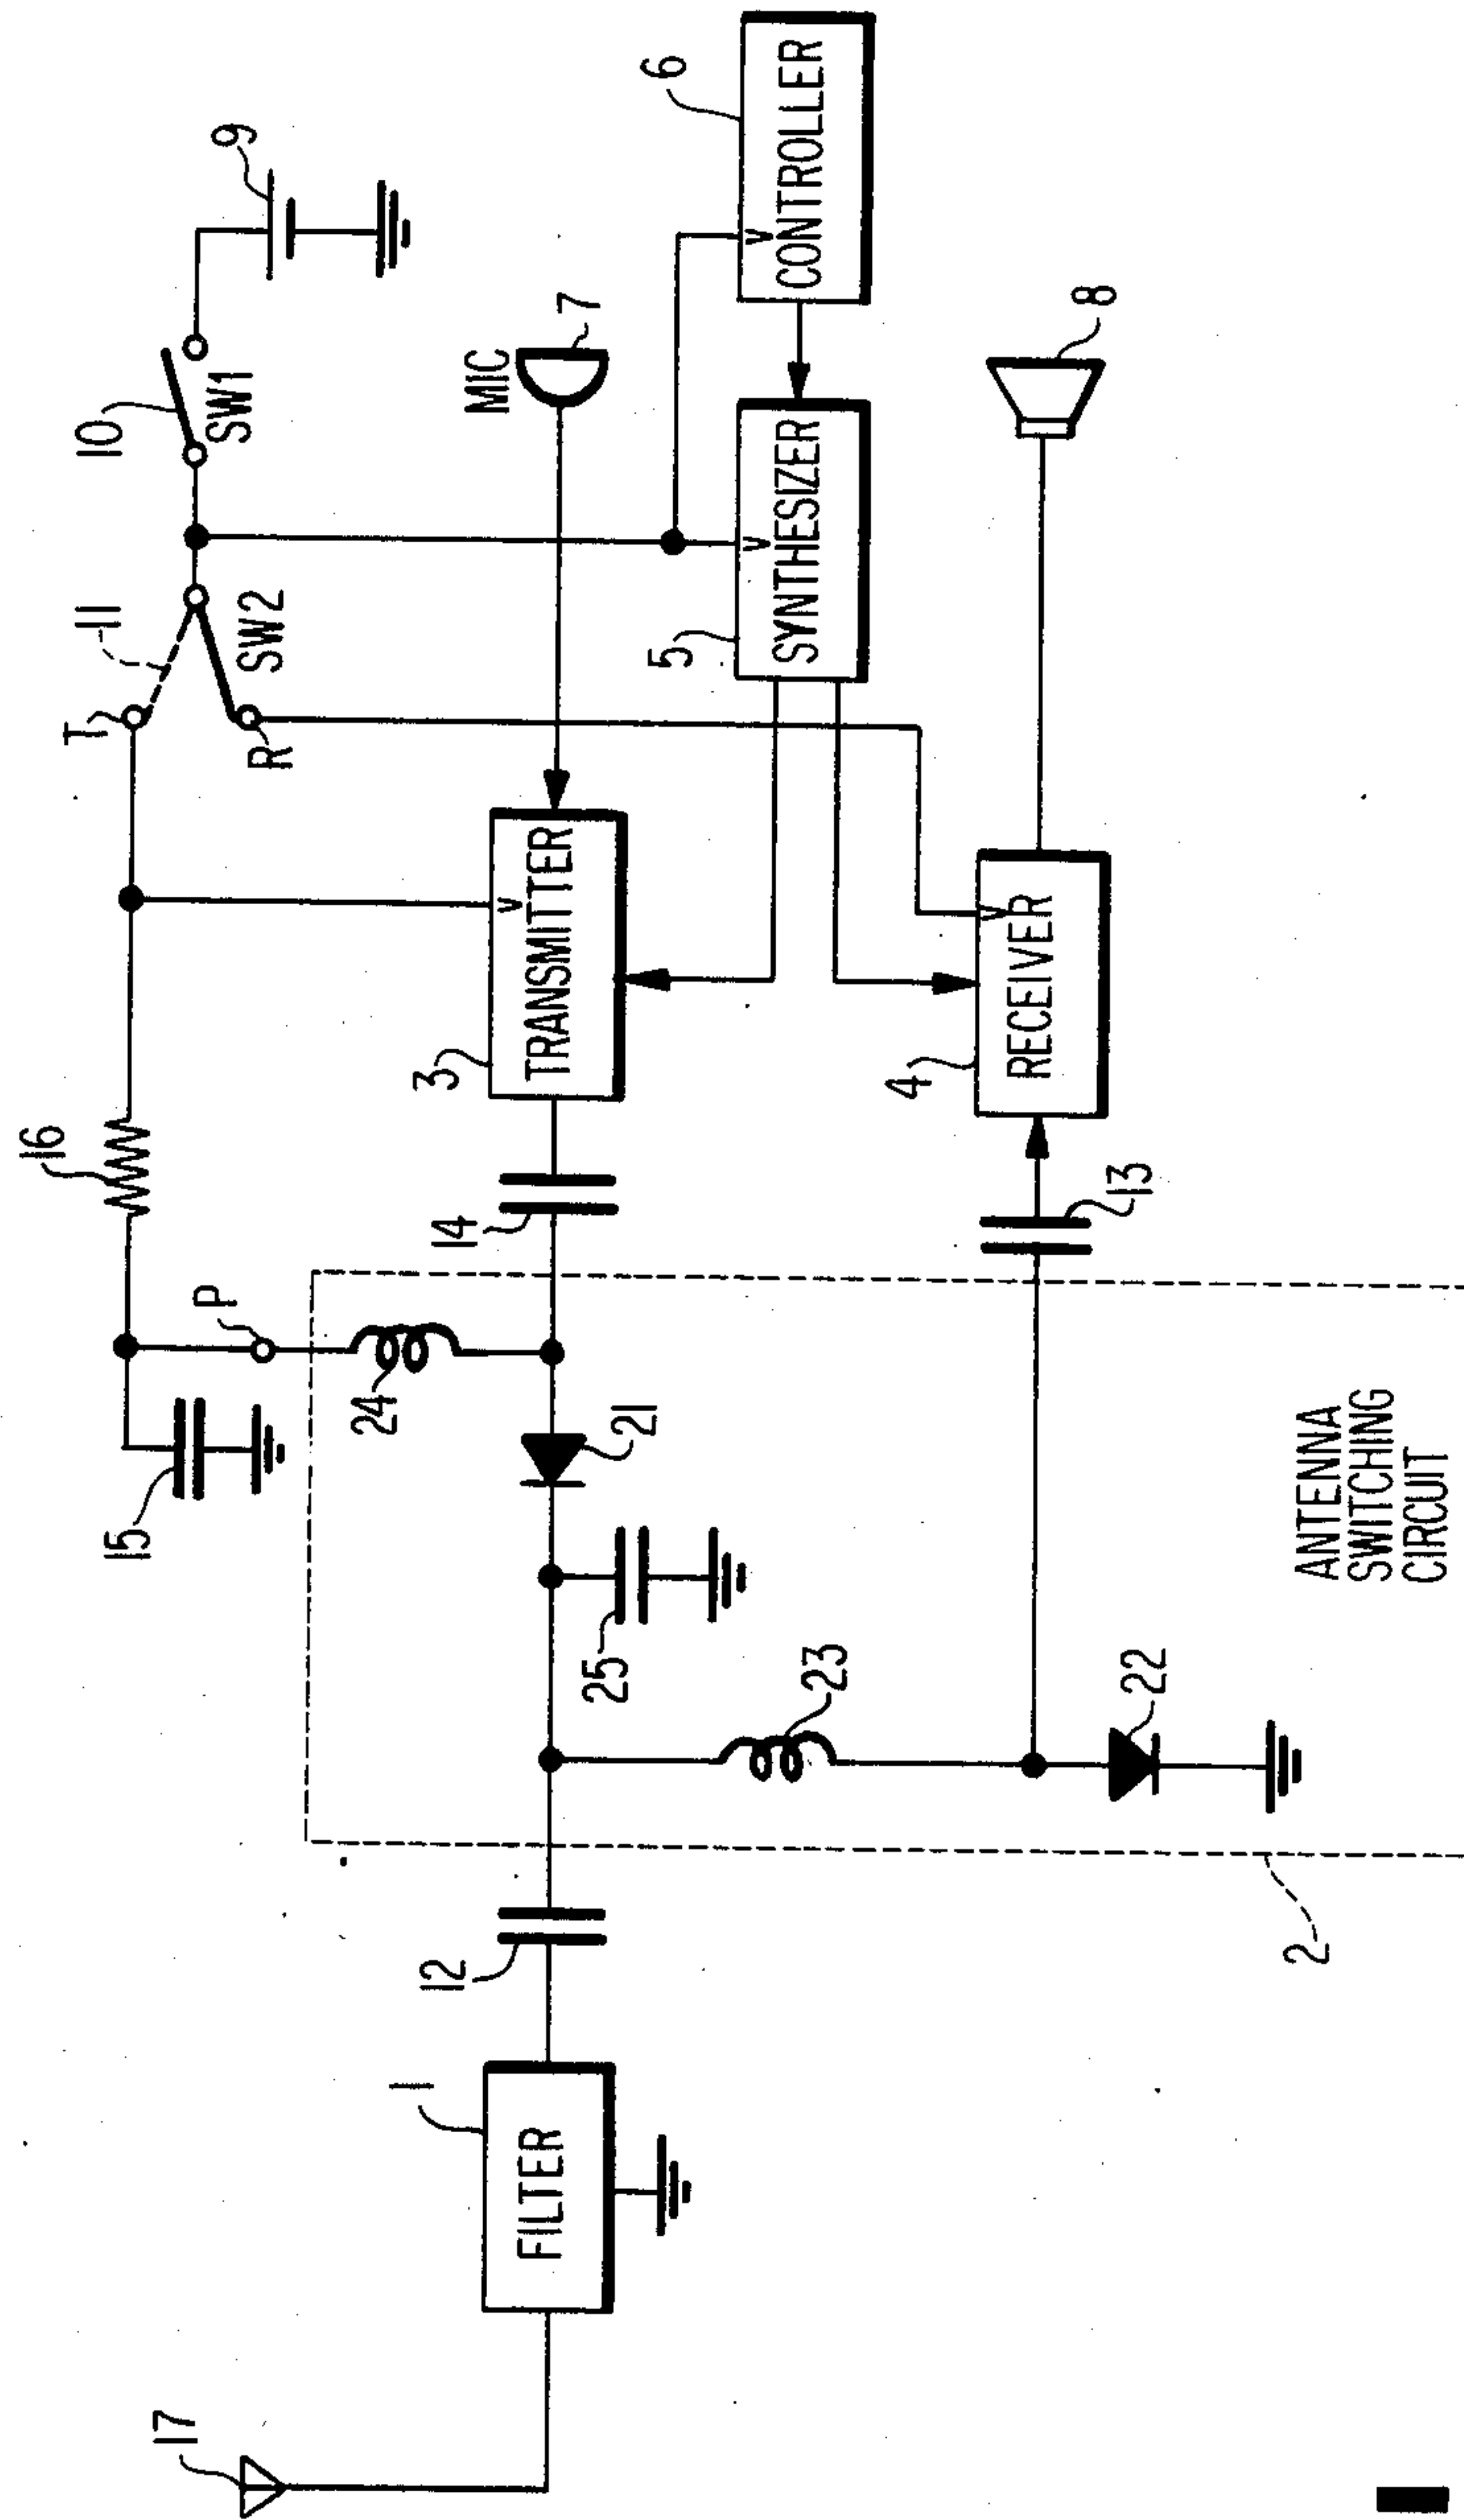 17
1
FILTER
12
2
15
P
16
T
11
10
9
R
SW2
SW1
24
14
3
TRANSMITTER
V
MIC
7
21
25
23
5
SYNTHESIZER
V
6
CONTROLLER
V
22
13
4
RECEIVER
V
8
ANTENNA
SWITCHING
CIRCUIT